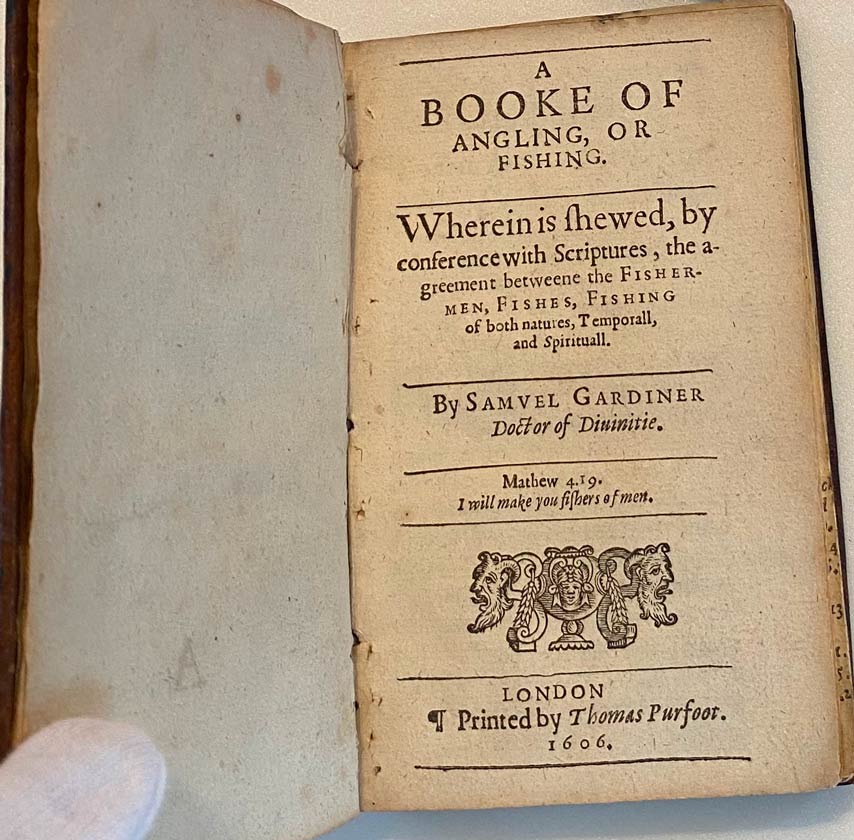 A
BOOKE OF
ANGLING, OR
FISHING.
Wherein is ſhewed, by
conference with Scriptures, the a-
greement betweene the FISHER-
MEN, FISHES, FISHING
of both natures, Temporall,
and Spirituall.
By SAMVEL GARDINER
Doctor of Diuinitie.
Mathew 4.19.
I will make you fiſhers of men.
LONDON
¶ Printed by Thomas Purfoot.
1606.